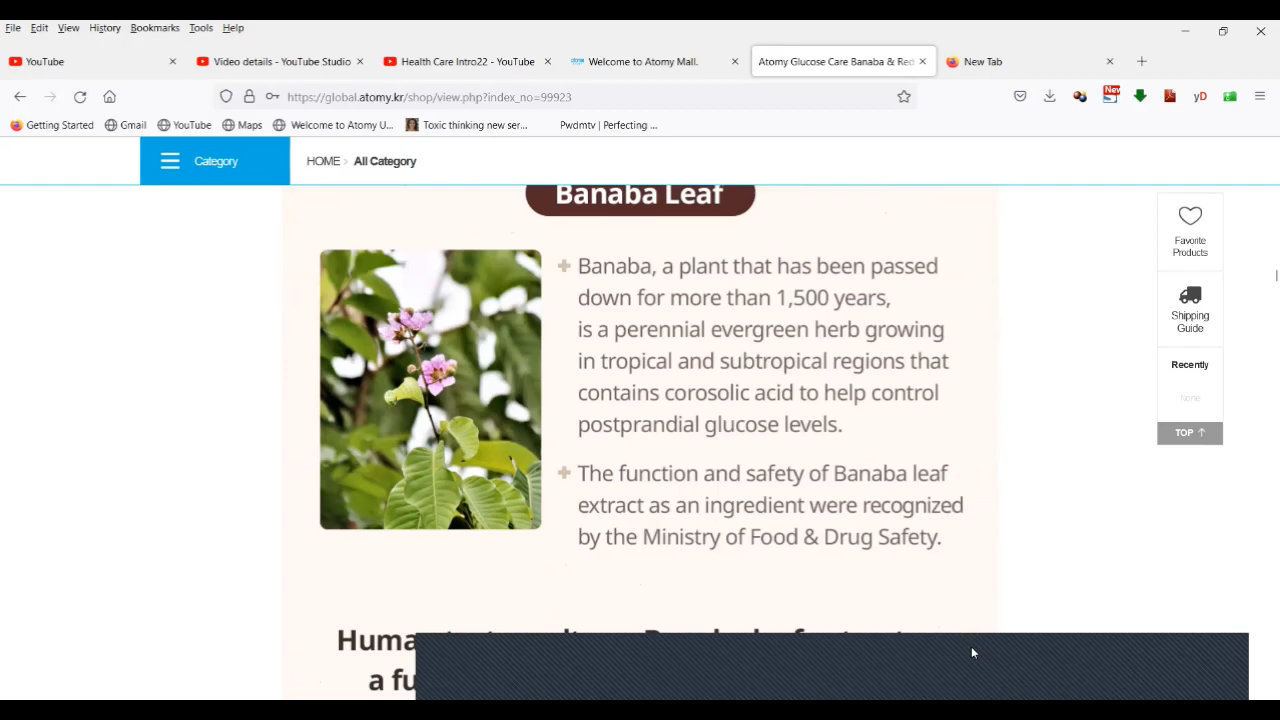 File Edit View History Bookmarks Tools Help
YouTube
Video details - YouTube Studio
Health Care Intro22 - YouTube
Welcome to Atomy Mall.
Atomy Glucose Care Banaba & Red
New Tab
https://global.atomy.kr/shop/view.php?index_no=99923
New
yD
Getting Started Gmail YouTube Maps Welcome to Atomy U... Toxic thinking new ser... Pwdmtv | Perfecting ...
Category
HOME > All Category
Banaba Leaf
Banaba, a plant that has been passed
down for more than 1,500 years,
is a perennial evergreen herb growing
in tropical and subtropical regions that
contains corosolic acid to help control
postprandial glucose levels.
The function and safety of Banaba leaf
extract as an ingredient were recognized
by the Ministry of Food & Drug Safety.
a fu
Favorite
Products
Shipping
Guide
Recently
None
TOP ↑